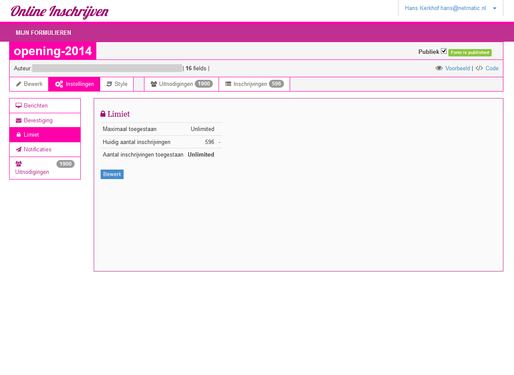 Online Inschrijven
Hans Kerkhof hans@netmatic.nl
MIJN FORMULIEREN
opening-2014
Publiek Form is published
Auteur | 16 fields |
Voorbeeld | Code
Bewerk Instellingen Style Uitnodigingen 1900 Inschrijvingen 596
Berichten
Bevestiging
Limiet
Notificaties
1900
Uitnodigingen
Limiet
Maximaal toegestaan Unlimited
Huidig aantal inschrijvingen 596 -
Aantal inschrijvingen toegestaan Unlimited
Bewerk